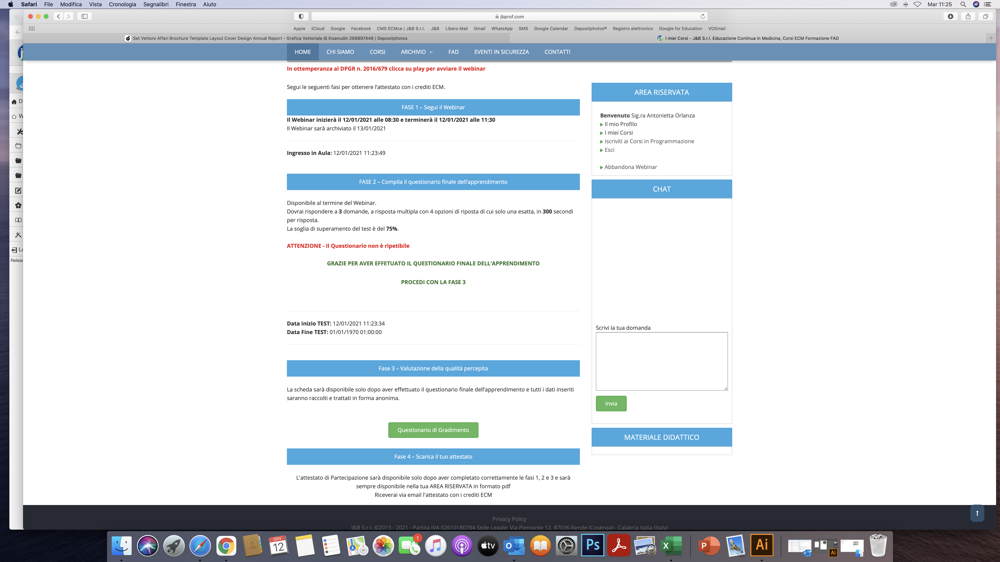 Safari File Modifica Vista Cronologia Segnalibri Finestra Aiuto
Mar 11:25
jbprof.com
Apple iCloud Google Facebook CMS ECMce | J&B S.r.l. J&B Libero Mail Gmail WhatsApp SMS Google Calendar Depositphotos® Registro elettronico Google for Education VOXmail
Set Vettore Affari Brochure Template Layout Cover Design Annual Report - Grafica Vettoriale © ihsanudin 268897448 | Depositphotos
I miei Corsi - J&B S.r.l. Educazione Continua in Medicina, Corsi ECM Formazione FAD
HOME CHI SIAMO CORSI ARCHIVIO FAD EVENTI IN SICUREZZA CONTATTI
In ottemperanza al DPGR n. 2016/679 clicca su play per avviare il webinar
Segui le seguenti fasi per ottenere l’attestato con i crediti ECM.
FASE 1 – Segui il Webinar
Il Webinar inizierà il 12/01/2021 alle 08:30 e terminerà il 12/01/2021 alle 11:30
Il Webinar sarà archiviato il 13/01/2021
Ingresso in Aula: 12/01/2021 11:23:49
FASE 2 – Compila il questionario finale dell’apprendimento
Disponibile al termine del Webinar.
Dovrai rispondere a 3 domande, a risposta multipla con 4 opzioni di riposta di cui solo una esatta, in 300 secondi
per risposta.
La soglia di superamento del test è del 75%.
ATTENZIONE - Il Questionario non è ripetibile
GRAZIE PER AVER EFFETUATO IL QUESTIONARIO FINALE DELL'APPRENDIMENTO
PROCEDI CON LA FASE 3
Data inizio TEST: 12/01/2021 11:23:34
Data Fine TEST: 01/01/1970 01:00:00
Fase 3 – Valutazione della qualità percepita
La scheda sarà disponibile solo dopo aver effettuato il questionario finale dell’apprendimento e tutti i dati inseriti
saranno raccolti e trattati in forma anonima.
Questionario di Gradimento
Fase 4 – Scarica il tuo attestato
L'attestato di Partecipazione sarà disponibile solo dopo aver completato correttamente le fasi 1, 2 e 3 e sarà
sempre disponibile nella tua AREA RISERVATA in formato pdf
Riceverai via email l'attestato con i crediti ECM
AREA RISERVATA
Benvenuto Sig.ra Antonietta Orlanza
Il mio Profilo
I miei Corsi
Iscriviti ai Corsi in Programmazione
Esci
Abbandona Webinar
CHAT
Scrivi la tua domanda
Invia
MATERIALE DIDATTICO
Privacy Policy
J&B S.r.l. ©2013 - 2021 - Partita IVA 02610180784 Sede Legale: Via Piemonte 12, 87036 Rende (Cosenza) - Calabria Italia (Italy)
D
W
Lo
Releas
GEN
12
3D
1
tv
O
Ps
X
P
Ai
Ai